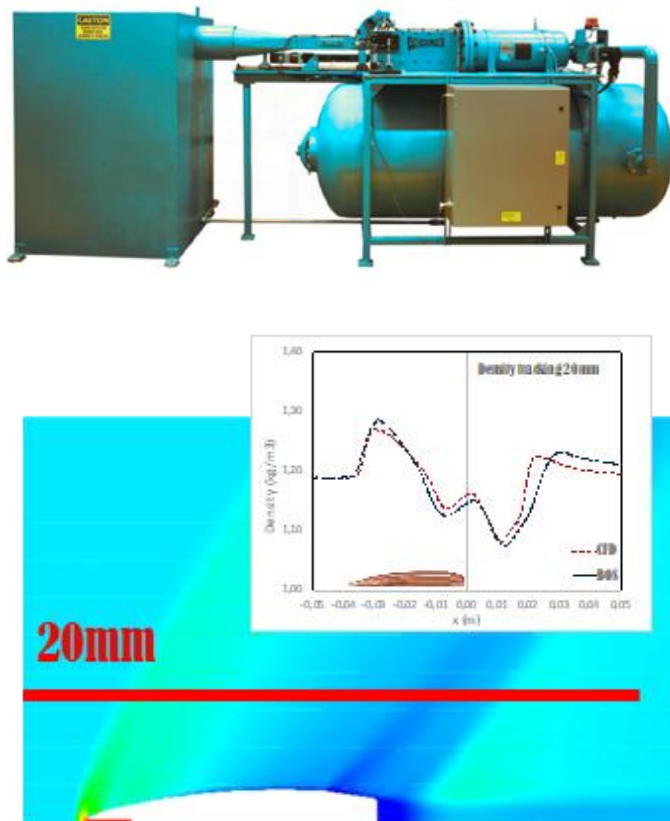 CAUTION
1,40
1,30
1,20
1,10
1,00
Density (kg/m3)
Density tracking 20mm
CFD
BOS
-0,05 -0,04 -0,03 -0,02 -0,01 0,00 0,01 0,02 0,03 0,04 0,05
x (m)
20mm